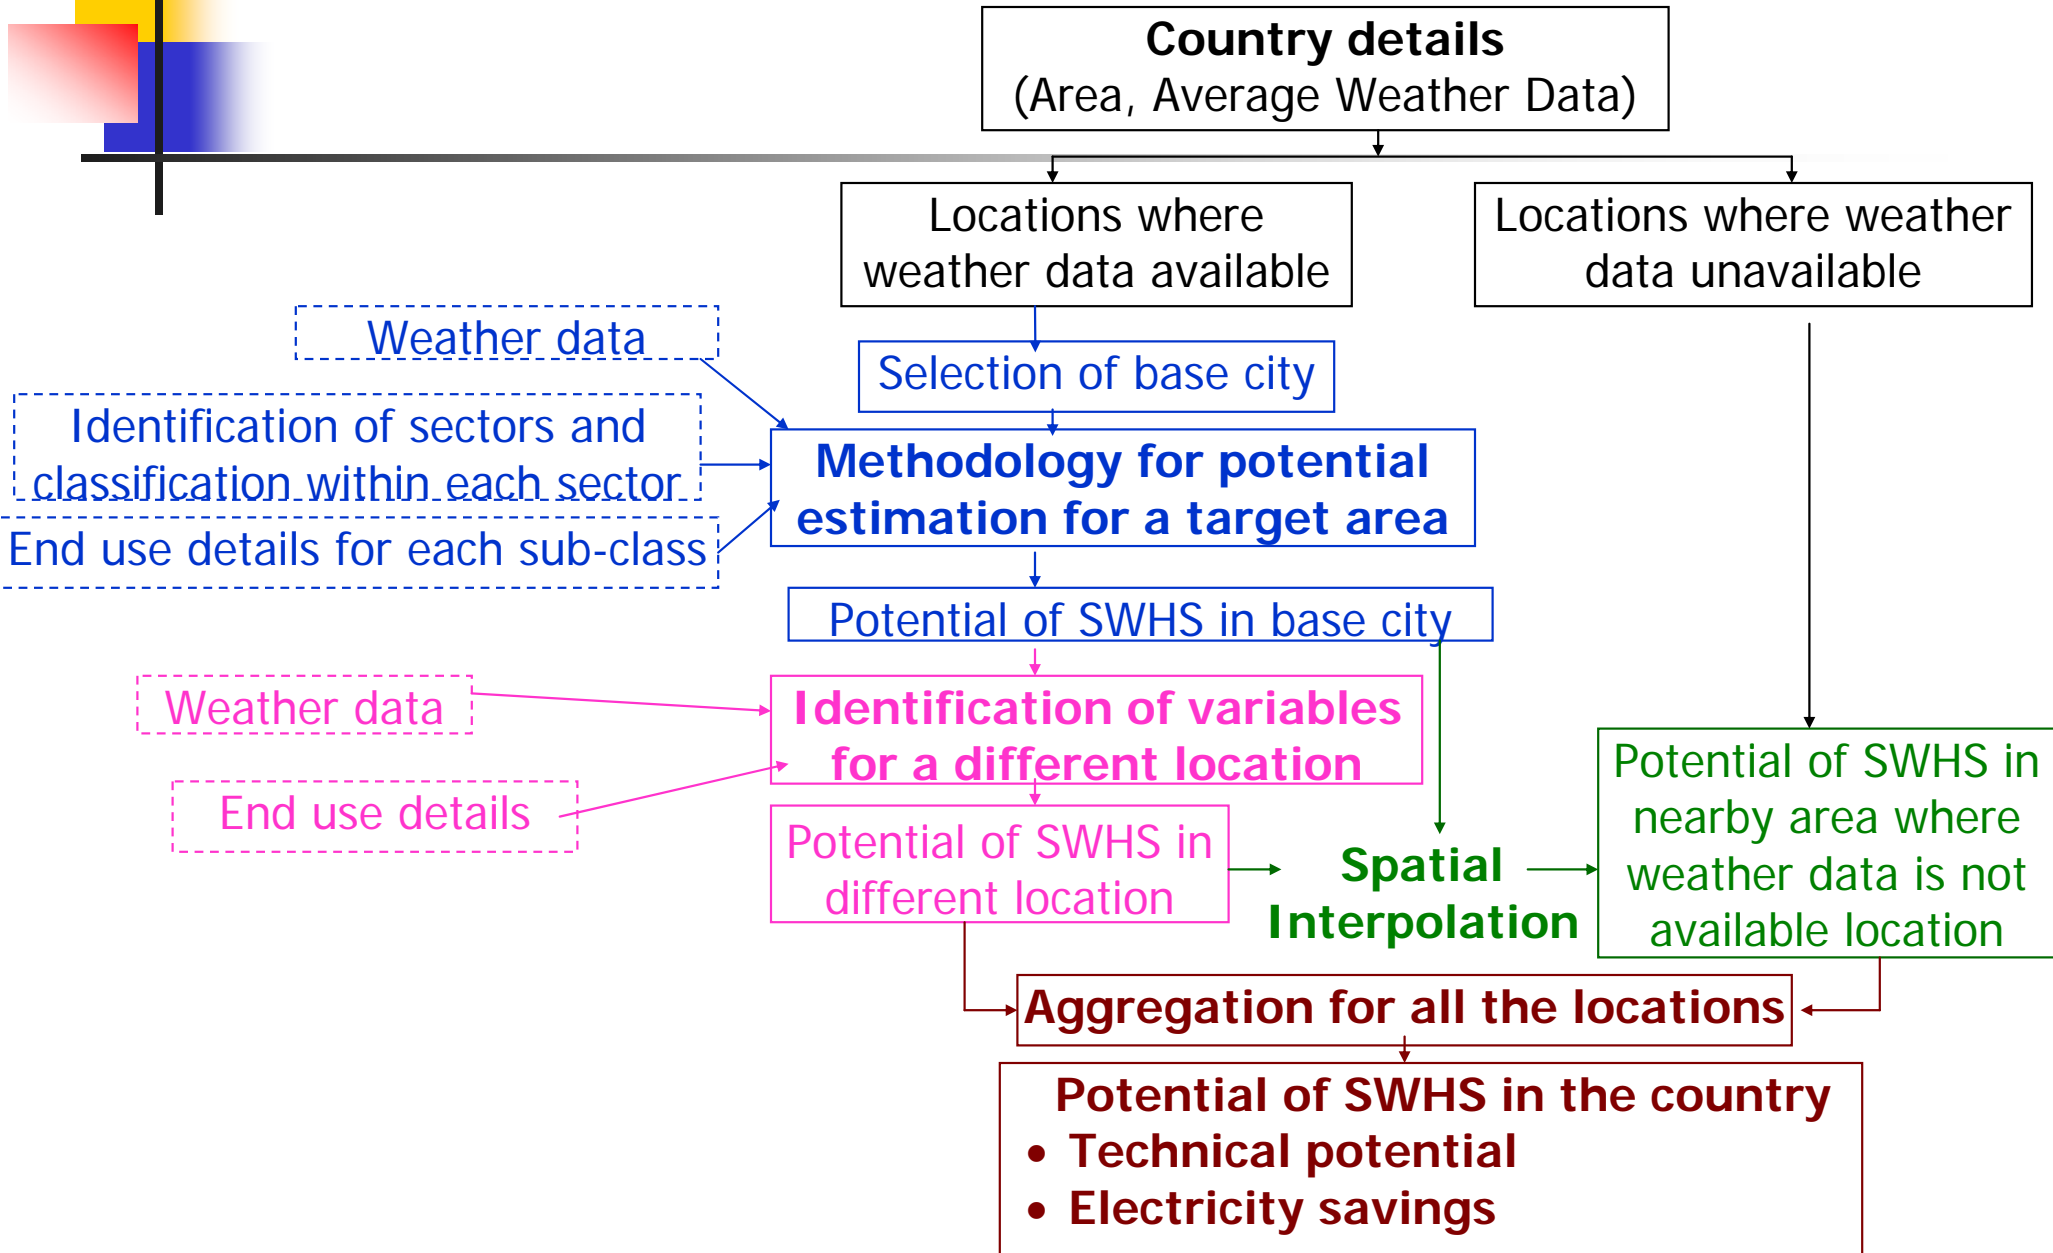 Country details
(Area, Average Weather Data)
Locations where
weather data available
Locations where weather
data unavailable
Weather data
Selection of base city
Identification of sectors and
classification within each sector
Methodology for potential
estimation for a target area
End use details for each sub-class
Potential of SWHS in base city
Weather data
Identification of variables
for a different location
End use details
Potential of SWHS in
different location
Spatial
Interpolation
Potential of SWHS in
nearby area where
weather data is not
available location
Aggregation for all the locations
Potential of SWHS in the country
• Technical potential
• Electricity savings